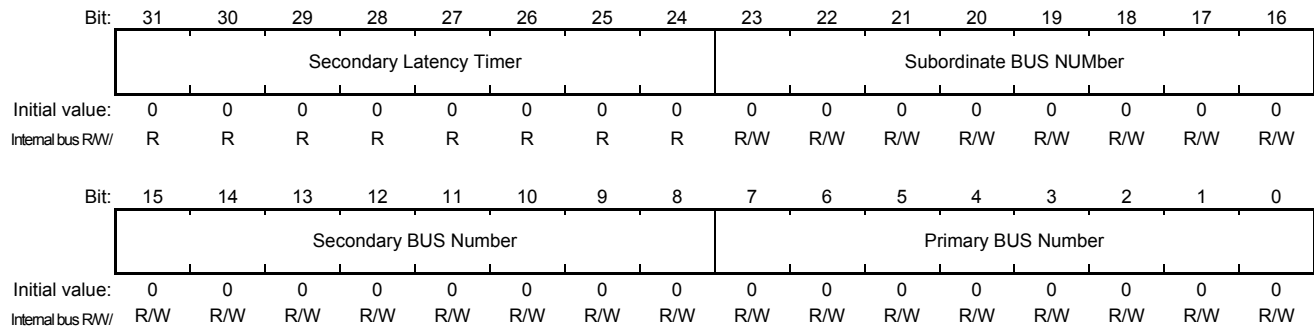 Bit: 31 30 29 28 27 26 25 24 23 22 21 20 19 18 17 16
Secondary Latency Timer Subordinate BUS NUMber
Initial value: 0 0 0 0 0 0 0 0 0 0 0 0 0 0 0 0
Internal bus R/W/ R R R R R R R R R/W R/W R/W R/W R/W R/W R/W R/W
Bit: 15 14 13 12 11 10 9 8 7 6 5 4 3 2 1 0
Secondary BUS Number Primary BUS Number
Initial value: 0 0 0 0 0 0 0 0 0 0 0 0 0 0 0 0
Internal bus R/W/ R/W R/W R/W R/W R/W R/W R/W R/W R/W R/W R/W R/W R/W R/W R/W R/W